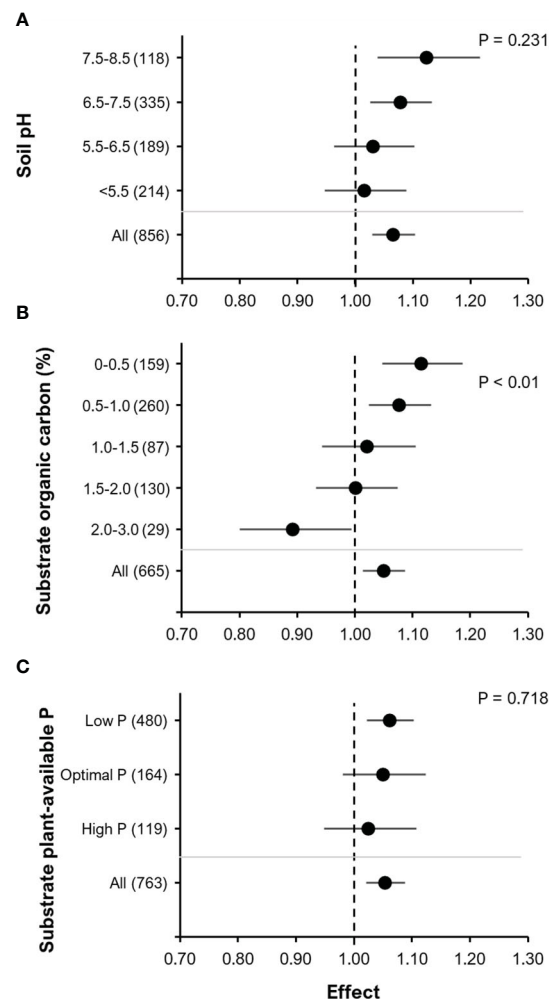 A
P = 0.231
Soil pH
7.5-8.5 (118)
6.5-7.5 (335)
5.5-6.5 (189)
<5.5 (214)
All (856)
0.70 0.80 0.90 1.00 1.10 1.20 1.30
B
P < 0.01
Substrate organic carbon (%)
0-0.5 (159)
0.5-1.0 (260)
1.0-1.5 (87)
1.5-2.0 (130)
2.0-3.0 (29)
All (665)
0.70 0.80 0.90 1.00 1.10 1.20 1.30
C
P = 0.718
Substrate plant-available P
Low P (480)
Optimal P (164)
High P (119)
All (763)
0.70 0.80 0.90 1.00 1.10 1.20 1.30
Effect